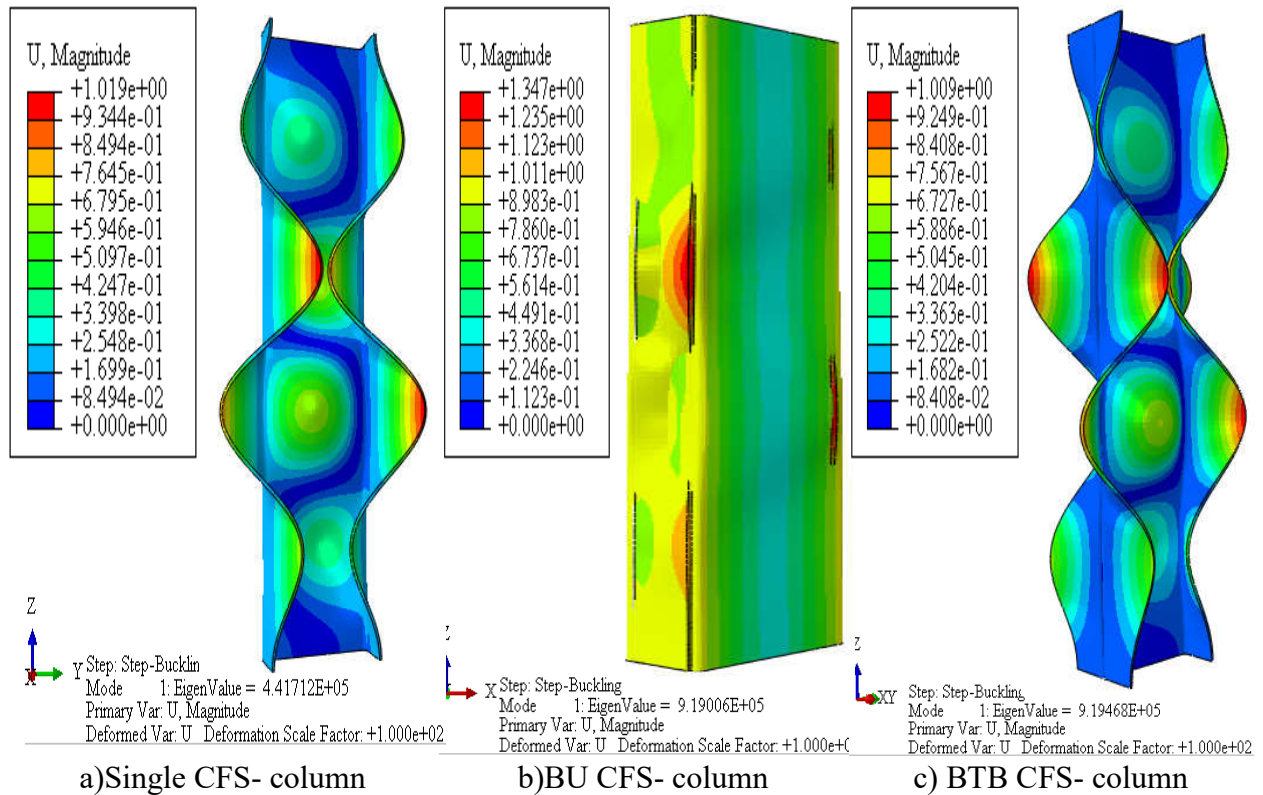 U, Magnitude
+1.019e+00
+9.344e-01
+8.494e-01
+7.645e-01
+6.795e-01
+5.946e-01
+5.097e-01
+4.247e-01
+3.398e-01
+2.548e-01
+1.699e-01
+8.494e-02
+0.000e+00
Z
X
Y
Step: Step-Bucklin
Mode 1: EigenValue = 4.41712E+05
Primary Var: U, Magnitude
Deformed Var: U Deformation Scale Factor: +1.000e+02
a)Single CFS- column
U, Magnitude
+1.347e+00
+1.235e+00
+1.123e+00
+1.011e+00
+8.983e-01
+7.860e-01
+6.737e-01
+5.614e-01
+4.491e-01
+3.368e-01
+2.246e-01
+1.123e-01
+0.000e+00
Z
X
Step: Step-Buckling
Mode 1: EigenValue = 9.19006E+05
Primary Var: U, Magnitude
Deformed Var: U Deformation Scale Factor: +1.000e+0
b)BU CFS- column
U, Magnitude
+1.009e+00
+9.249e-01
+8.408e-01
+7.567e-01
+6.727e-01
+5.886e-01
+5.045e-01
+4.204e-01
+3.363e-01
+2.522e-01
+1.682e-01
+8.408e-02
+0.000e+00
Z
XY
Step: Step-Buckling
Mode 1: EigenValue = 9.19468E+05
Primary Var: U, Magnitude
Deformed Var: U Deformation Scale Factor: +1.000e+02
c) BTB CFS- column